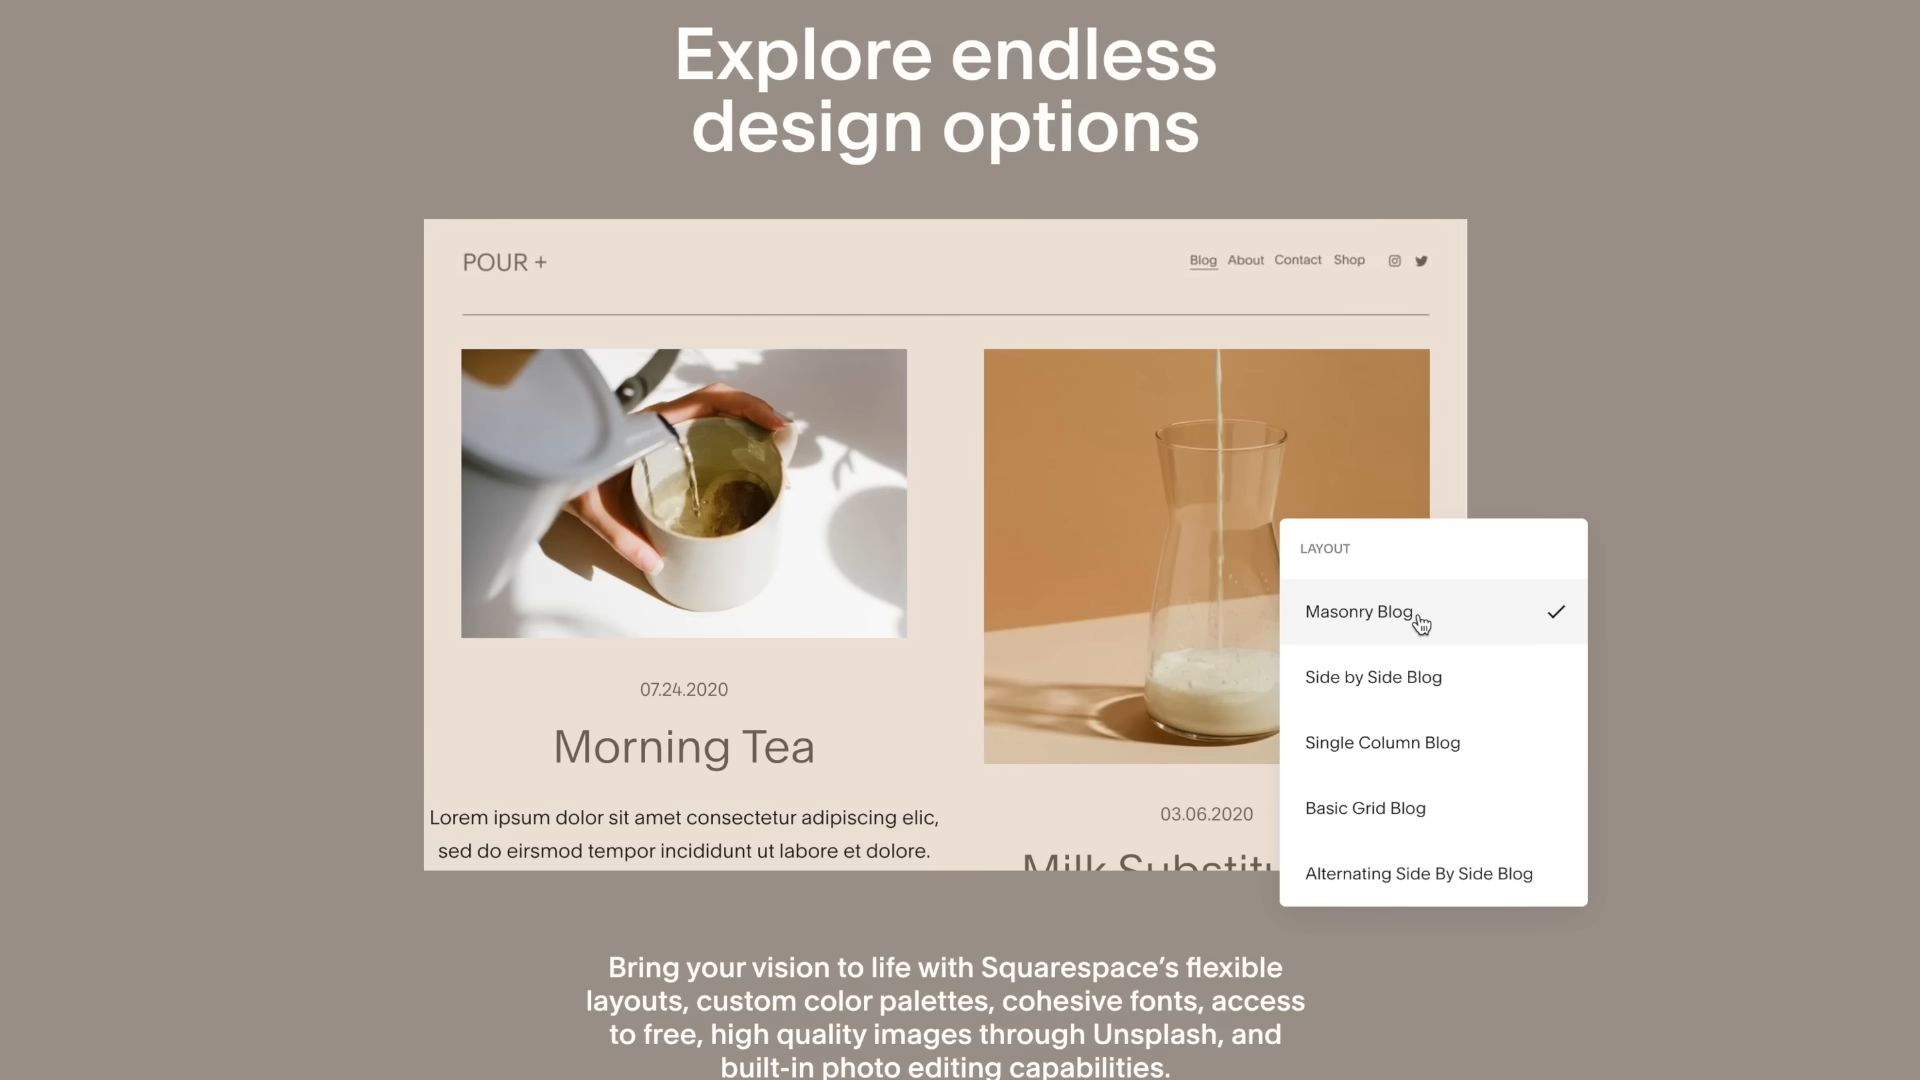 Explore endless
design options
POUR +
Blog About Contact Shop
07.24.2020
Morning Tea
Lorem ipsum dolor sit amet consectetur adipiscing elic,
sed do eirsmod tempor incididunt ut labore et dolore.
03.06.2020
Milk
LAYOUT
Masonry Blog
Side by Side Blog
Single Column Blog
Basic Grid Blog
Alternating Side By Side Blog
Bring your vision to life with Squarespace’s flexible
layouts, custom color palettes, cohesive fonts, access
to free, high quality images through Unsplash, and
built-in photo editing capabilities.